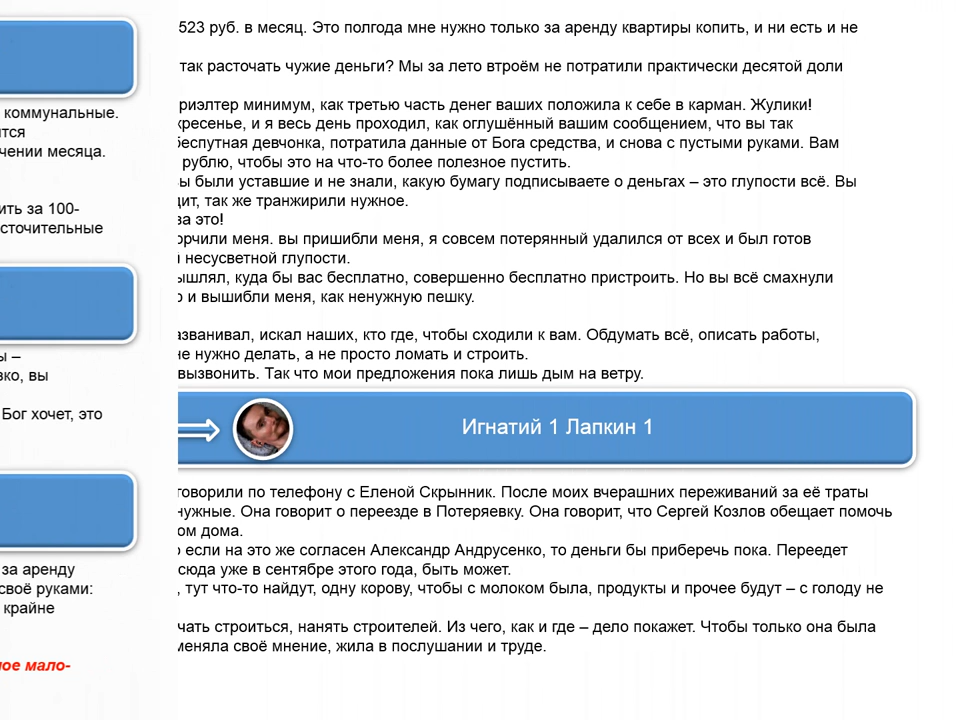 коммунальные.
чении месяца.
ить за 100-
сточительные
ы –
вко, вы
Бог хочет, это
за аренду
своё руками:
крайне
ное мало-
523 руб. в месяц. Это полгода мне нужно только за аренду квартиры копить, и ни есть и не
так расточать чужие деньги? Мы за лето втроём не потратили практически десятой доли
риэлтер минимум, как третью часть денег ваших положила к себе в карман. Жулики!
кресенье, и я весь день проходил, как оглушённый вашим сообщением, что вы так
беспутная девчонка, потратила данные от Бога средства, и снова с пустыми руками. Вам
рублю, чтобы это на что-то более полезное пустить.
вы были уставшие и не знали, какую бумагу подписываете о деньгах – это глупости всё. Вы
дит, так же транжирили нужное.
за это!
орчили меня. вы пришибли меня, я совсем потерянный удалился от всех и был готов
и несусветной глупости.
ышлял, куда бы вас бесплатно, совершенно бесплатно пристроить. Но вы всё смахнули
о и вышибли меня, как ненужную пешку.
азванивал, искал наших, кто где, чтобы сходили к вам. Обдумать всё, описать работы,
не нужно делать, а не просто ломать и строить.
вызвонить. Так что мои предложения пока лишь дым на ветру.
Игнатий 1 Лапкин 1
говорили по телефону с Еленой Скрынник. После моих вчерашних переживаний за её траты
нужные. Она говорит о переезде в Потеряевку. Она говорит, что Сергей Козлов обещает помочь
ом дома.
о если на это же согласен Александр Андрусенко, то деньги бы приберечь пока. Переедет
сюда уже в сентябре этого года, быть может.
, тут что-то найдут, одну корову, чтобы с молоком была, продукты и прочее будут – с голоду не
чать строиться, нанять строителей. Из чего, как и где – дело покажет. Чтобы только она была
меняла своё мнение, жила в послушании и труде.